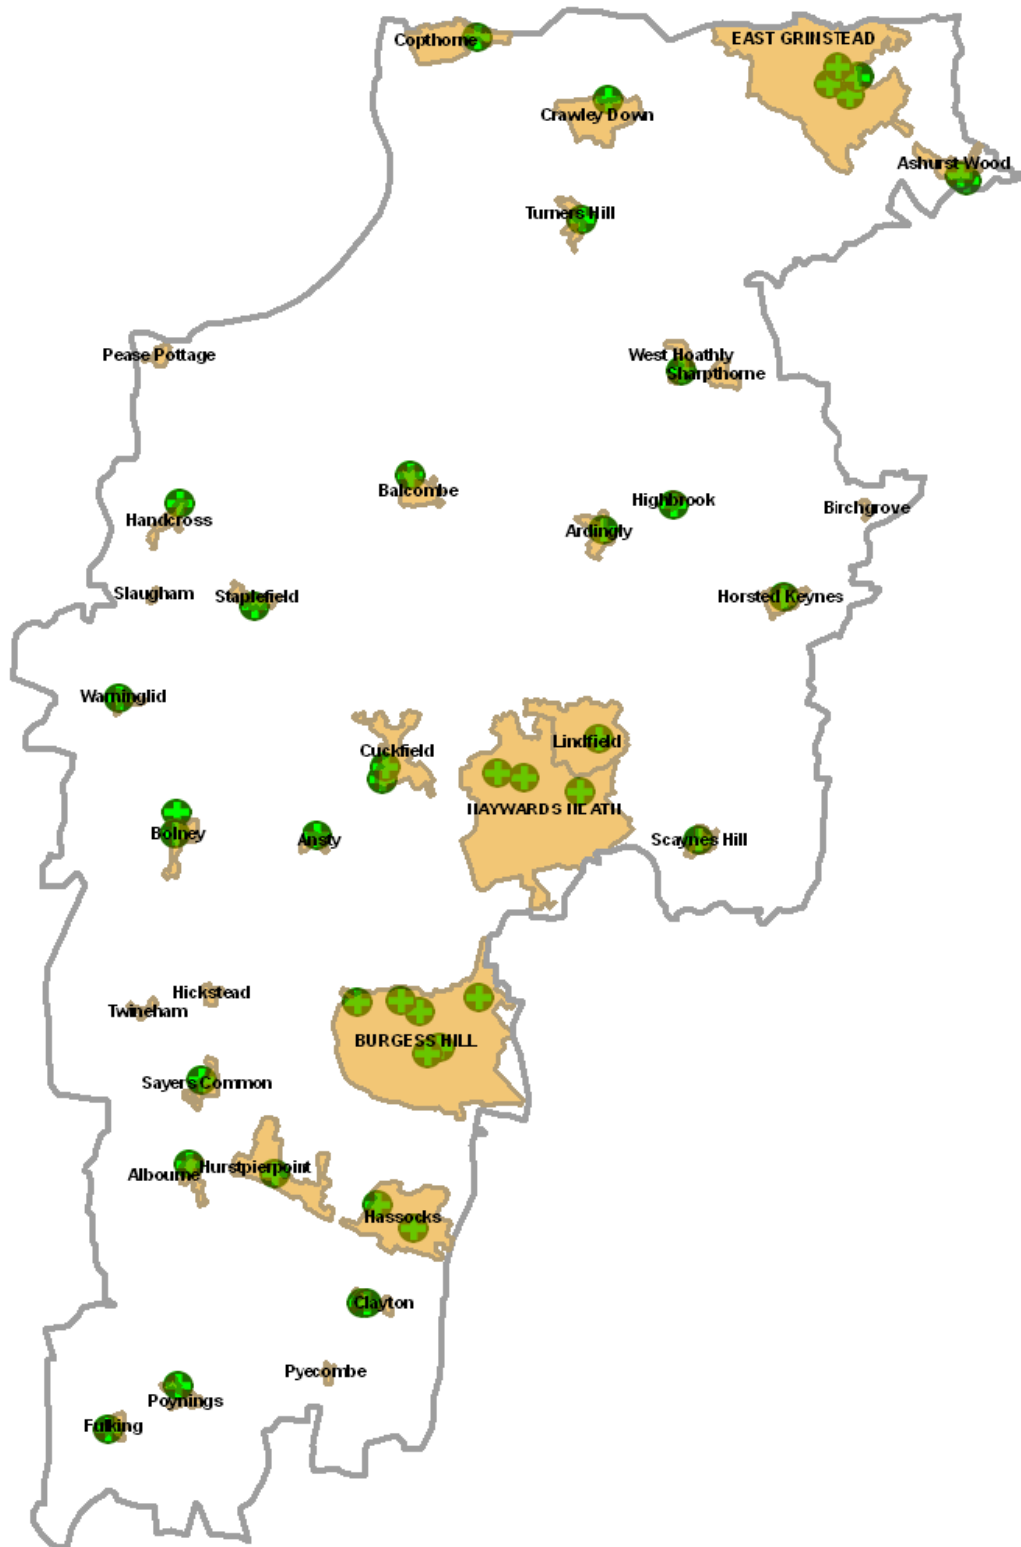 Copthorne
EAST GRINSTEAD
Crawley Down
Ashurst Wood
Turners Hill
Pease Pottage
West Hoathly
Sharpthorne
Balcombe
Highbrook
Birchgrove
Handcross
Ardingly
Slaugham
Staplefield
Horsted Keynes
Warninglid
Lindfield
Cuckfield
HAYWARDS HEATH
Bolney
Ansty
Scaynes Hill
Hickstead
Twineham
BURGESS HILL
Sayers Common
Hurstpierpoint
Albourne
Hassocks
Clayton
Pyecombe
Poynings
Fulking